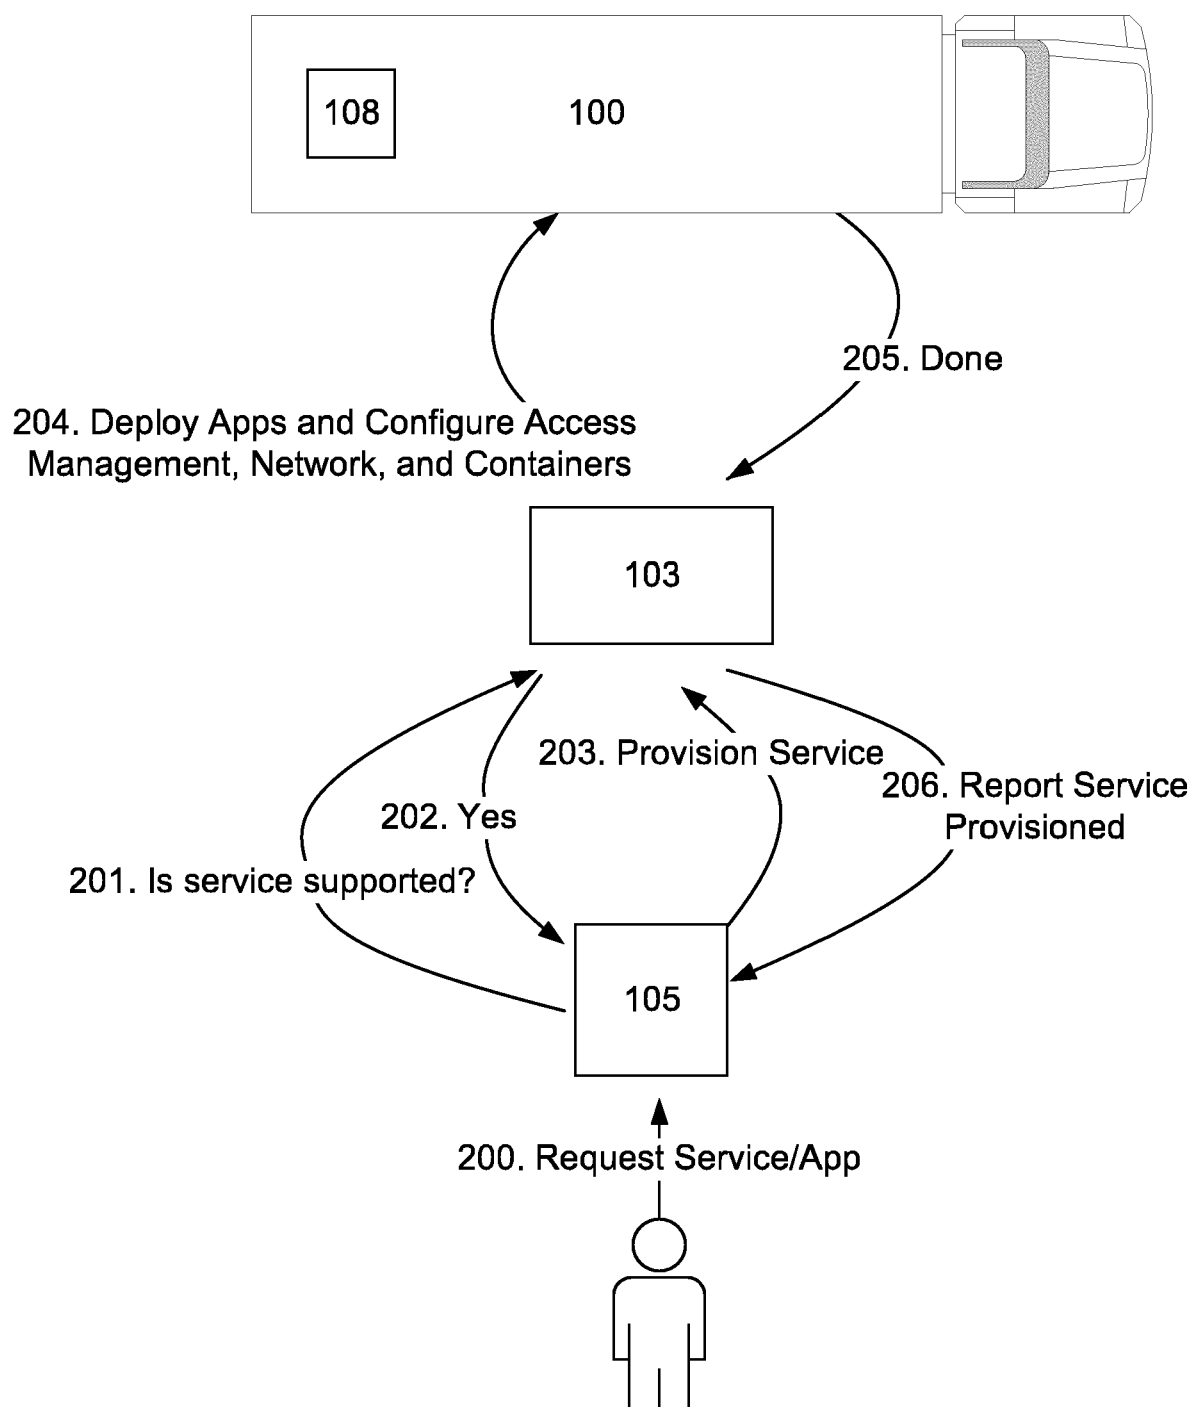 108
100
205. Done
204. Deploy Apps and Configure Access
Management, Network, and Containers
103
203. Provision Service
206. Report Service
Provisioned
202. Yes
201. Is service supported?
105
200. Request Service/App